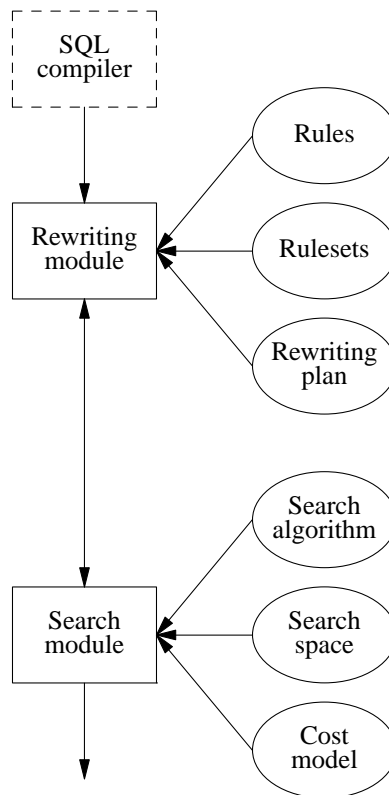 SQL
compiler
Rules
Rewriting
module
Rulesets
Rewriting
plan
Search
algorithm
Search
module
Search
space
Cost
model